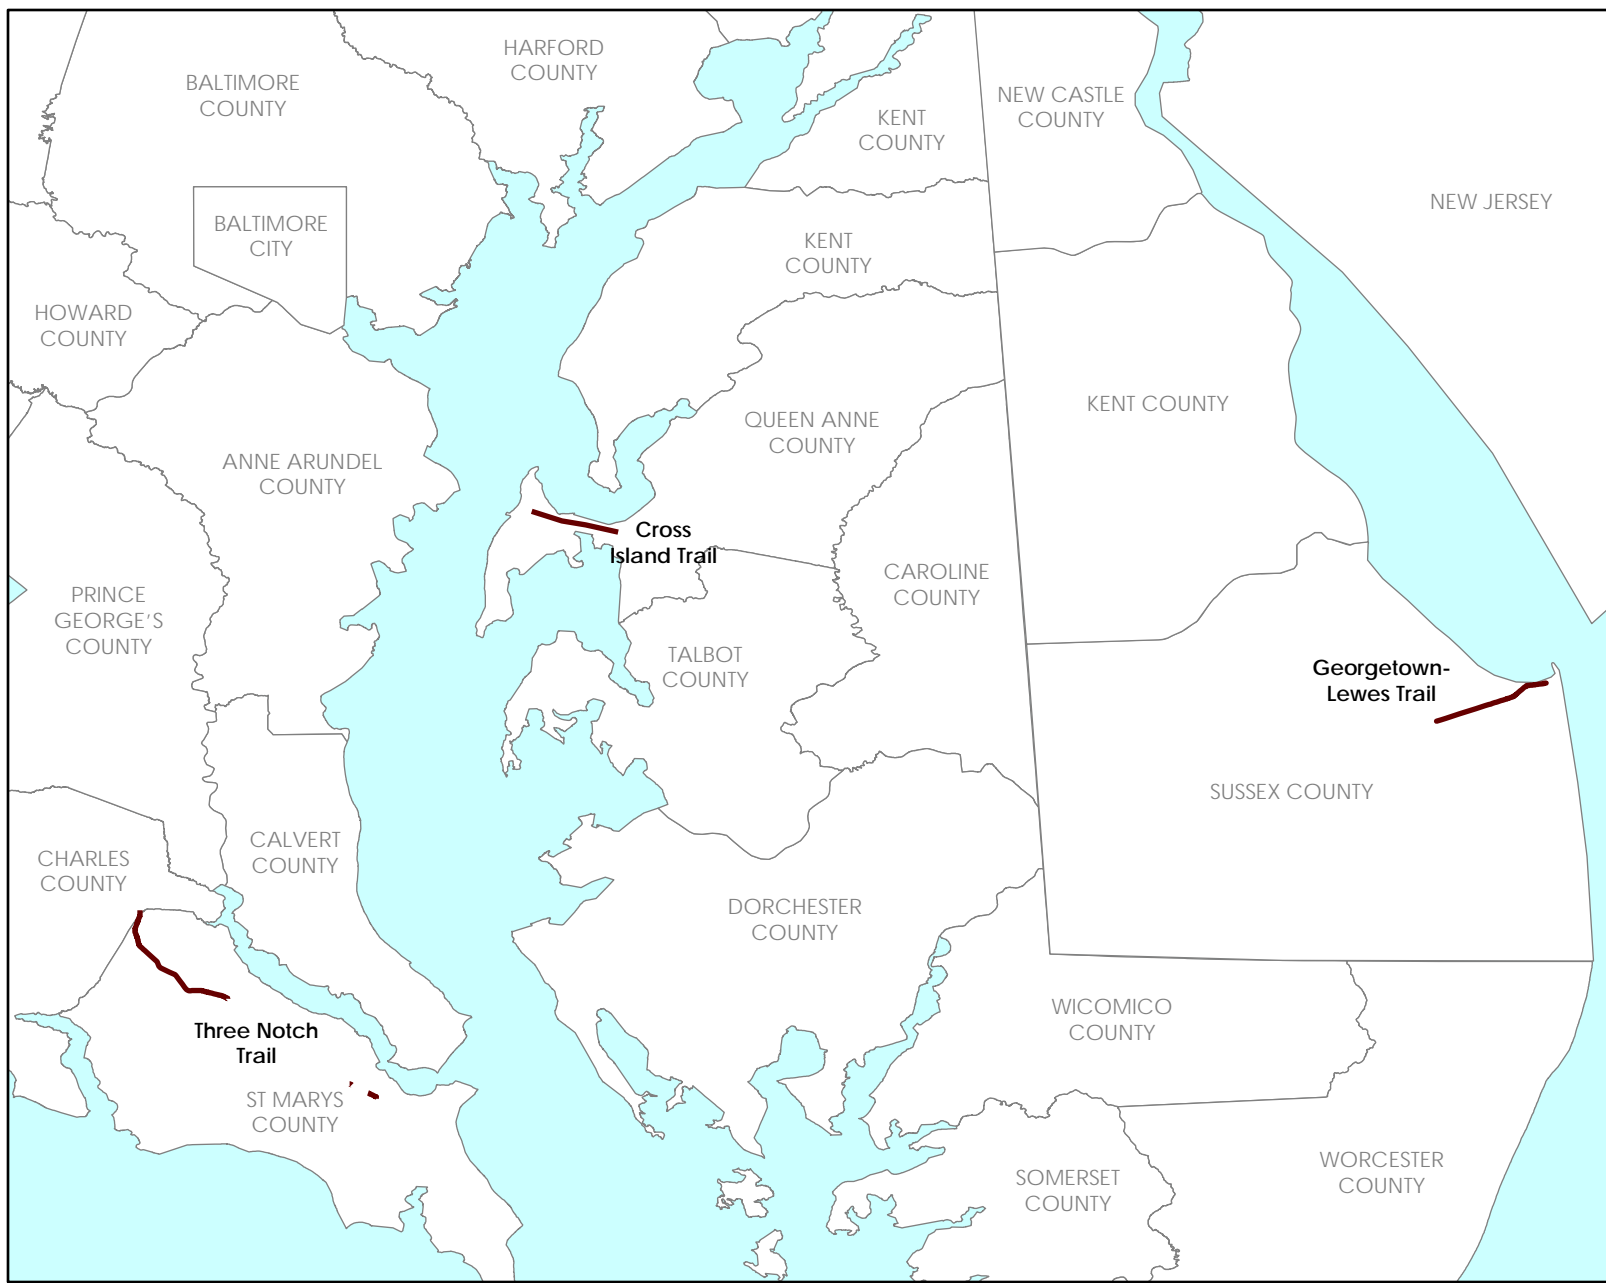 HARFORD
COUNTY
BALTIMORE
COUNTY
NEW CASTLE
COUNTY
KENT
COUNTY
NEW JERSEY
BALTIMORE
CITY
KENT
COUNTY
HOWARD
COUNTY
KENT COUNTY
QUEEN ANNE
COUNTY
ANNE ARUNDEL
COUNTY
Cross
Island Trail
CAROLINE
COUNTY
PRINCE
GEORGE'S
COUNTY
TALBOT
COUNTY
Georgetown-
Lewes Trail
SUSSEX COUNTY
CALVERT
COUNTY
CHARLES
COUNTY
DORCHESTER
COUNTY
WICOMICO
COUNTY
Three Notch
Trail
ST MARYS
COUNTY
WORCESTER
COUNTY
SOMERSET
COUNTY